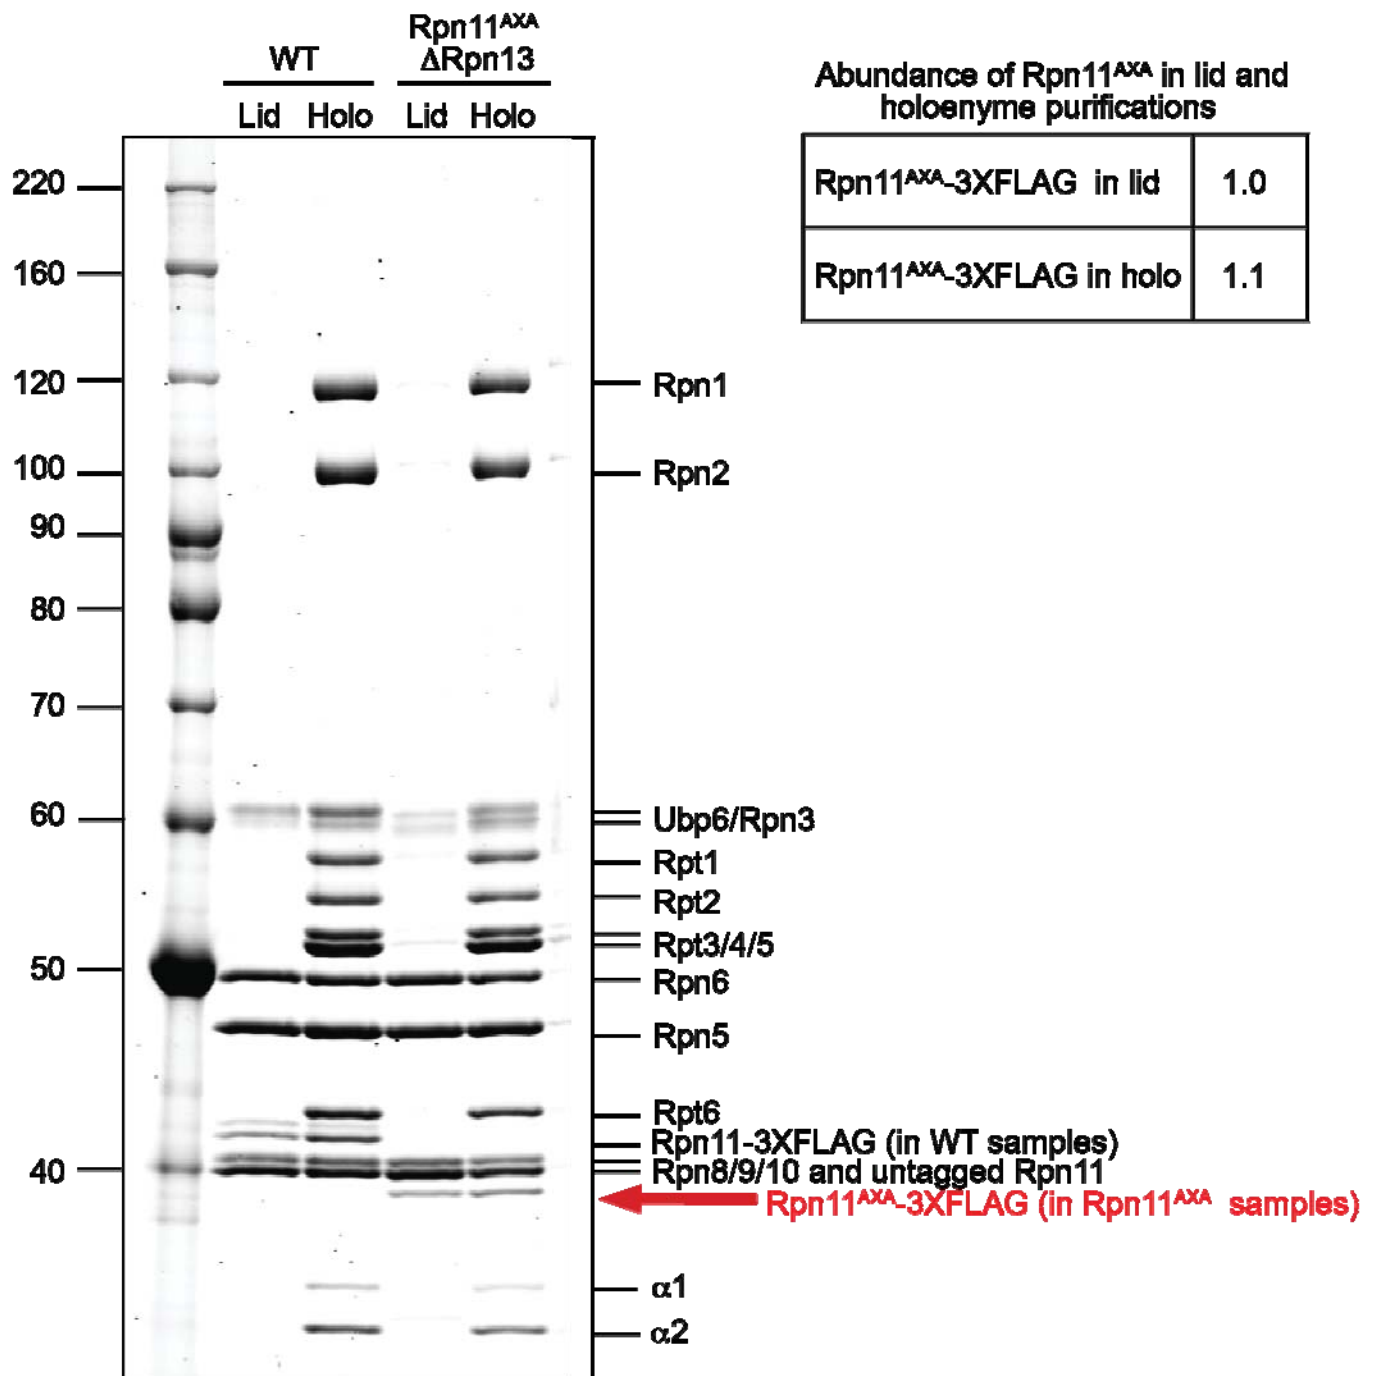 WT
Rpn11AXA
ΔRpn13
Lid Holo Lid Holo
Abundance of Rpn11AXA in lid and
holoenyme purifications
Rpn11AXA-3XFLAG in lid 1.0
Rpn11AXA-3XFLAG in holo 1.1
220
160
120
100
90
80
70
60
50
40
Rpn1
Rpn2
Ubp6/Rpn3
Rpt1
Rpt2
Rpt3/4/5
Rpn6
Rpn5
Rpt6
Rpn11-3XFLAG (in WT samples)
Rpn8/9/10 and untagged Rpn11
Rpn11AXA-3XFLAG (in Rpn11AXA samples)
α1
α2